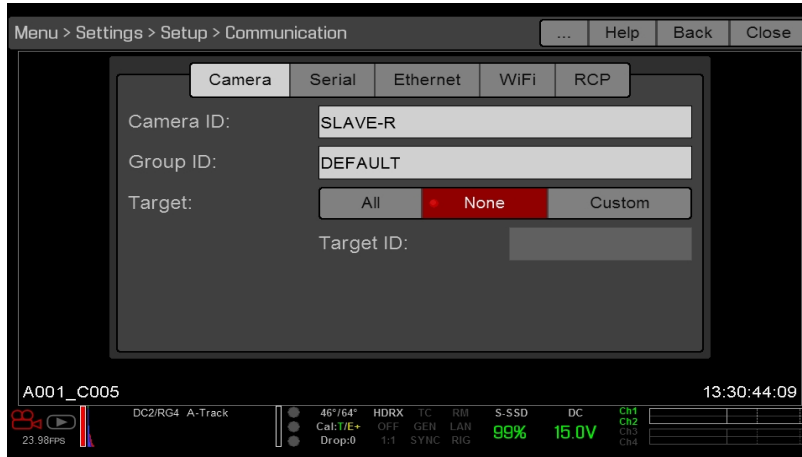 Menu > Settings > Setup > Communication ... Help Back Close
Camera Serial Ethernet WiFi RCP
Camera ID: SLAVE-R
Group ID: DEFAULT
Target: All None Custom
Target ID:
A001_C005 13:30:44:09
DC2/RG4 A-Track 46°/64° HDRX TC RM S-SSD DC Ch1
Cal:T/E+ OFF GEN LAN 99% 15.0V Ch2
23.98FPS Drop:0 1:1 SYNC RIG Ch3
Ch4